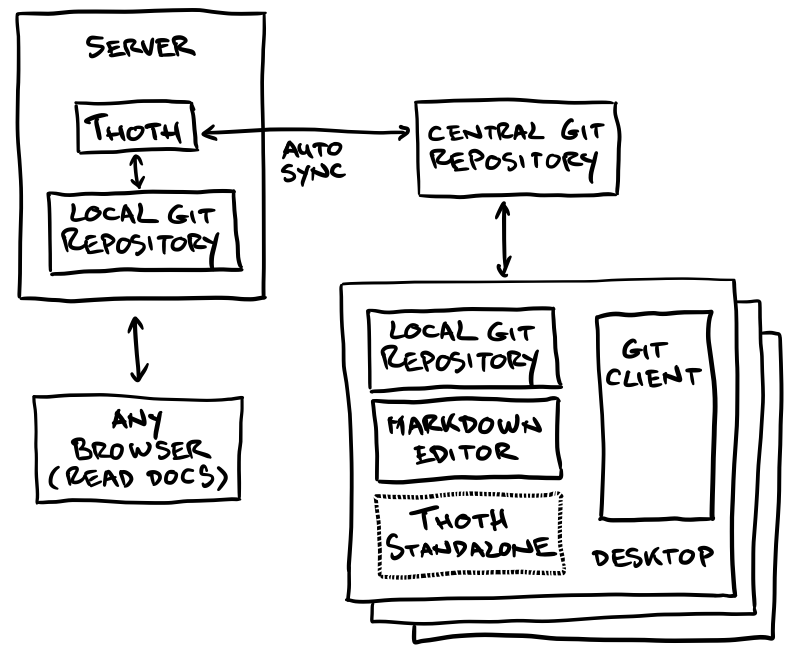 SERVER
THOTH
LOCAL GIT
REPOSITORY
AUTO
SYNC
CENTRAL GIT
REPOSITORY
ANY
BROWSER
(READ DOCS)
LOCAL GIT
REPOSITORY
MARKDOWN
EDITOR
THOTH
STANDALONE
GIT
CLIENT
DESKTOP